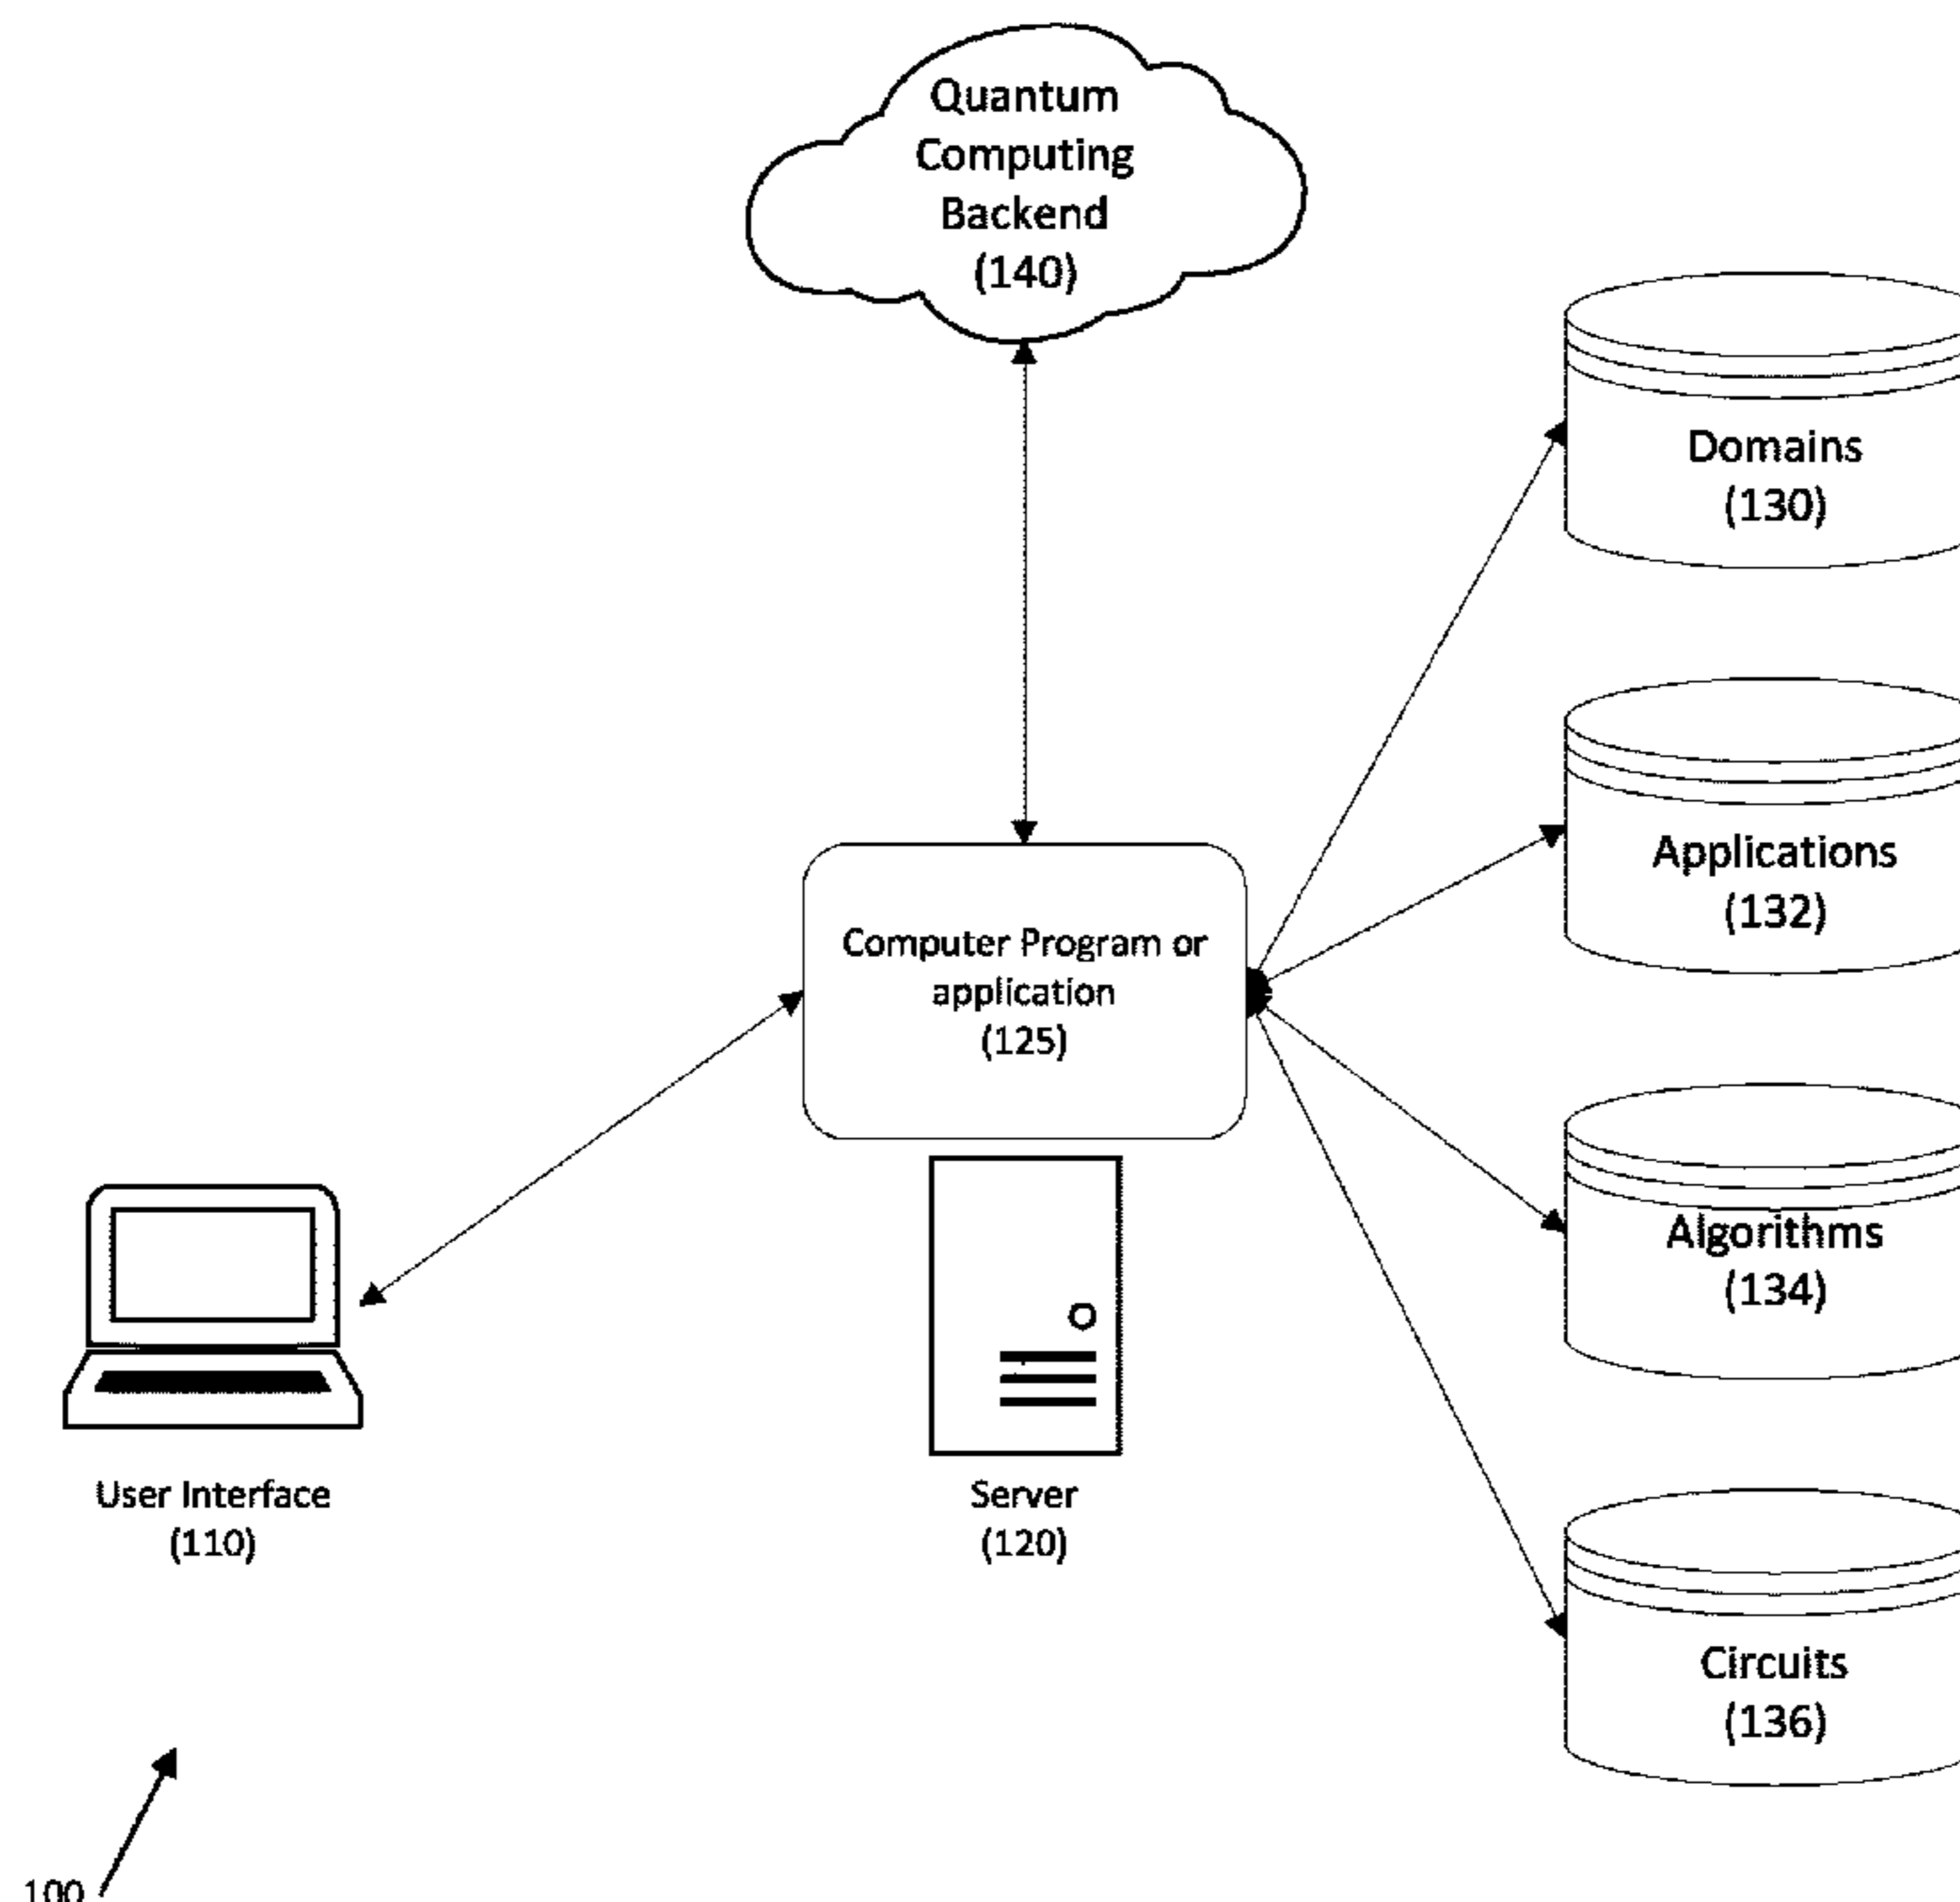 Quantum
Computing
Backend
(140)
Domains
(130)
Applications
(132)
Computer Program or
application
(125)
Algorithms
(134)
User Interface
(110)
Server
(120)
Circuits
(136)
100